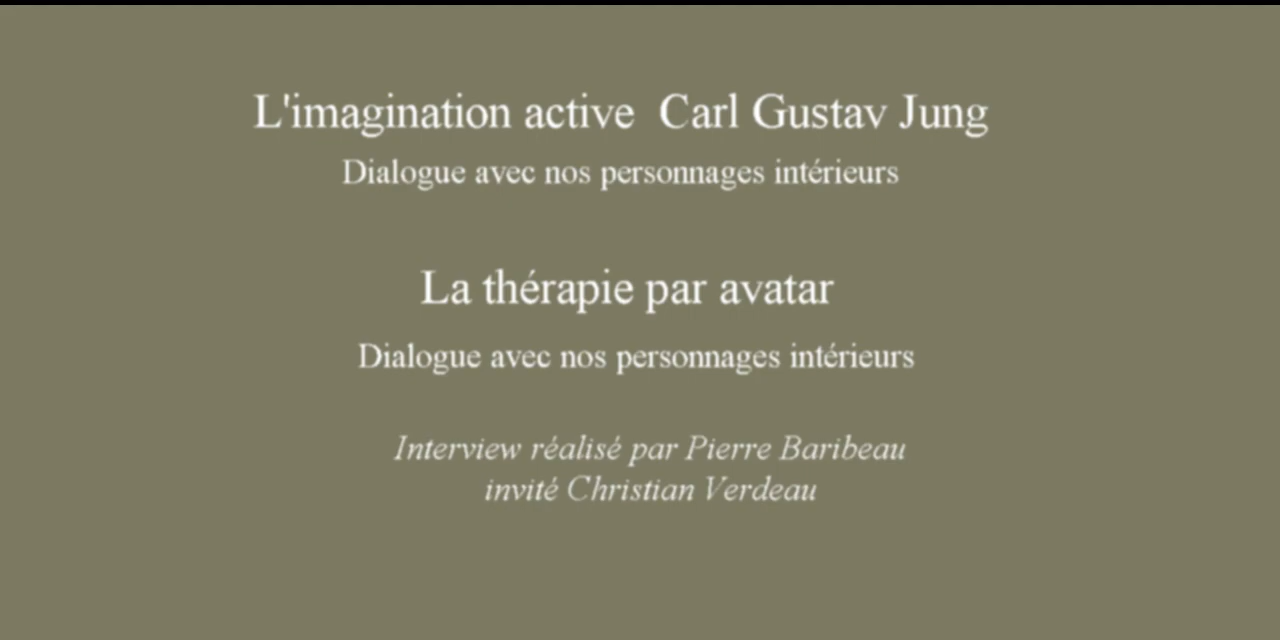 L'imagination active Carl Gustav Jung
Dialogue avec nos personnages intérieurs
La thérapie par avatar
Dialogue avec nos personnages intérieurs
Interview réalisé par Pierre Baribeau
invité Christian Verdeau